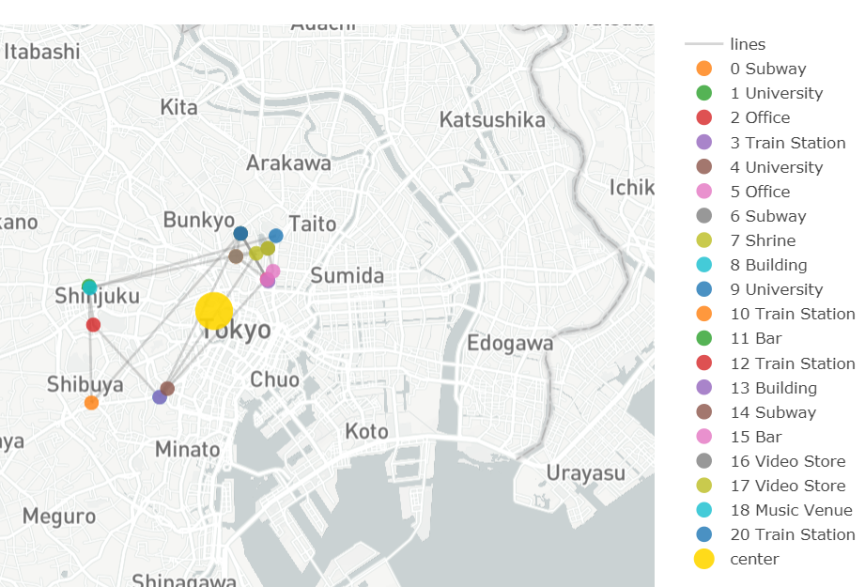 Adachi
Itabashi
Kita
Katsushika
Arakawa
Ichik
kano
Bunkyo
Taito
Sumida
Shinjuku
Tokyo
Edogawa
Shibuya
Chuo
Koto
ya
Minato
Urayasu
Meguro
Shinagawa
lines
0 Subway
1 University
2 Office
3 Train Station
4 University
5 Office
6 Subway
7 Shrine
8 Building
9 University
10 Train Station
11 Bar
12 Train Station
13 Building
14 Subway
15 Bar
16 Video Store
17 Video Store
18 Music Venue
20 Train Station
center